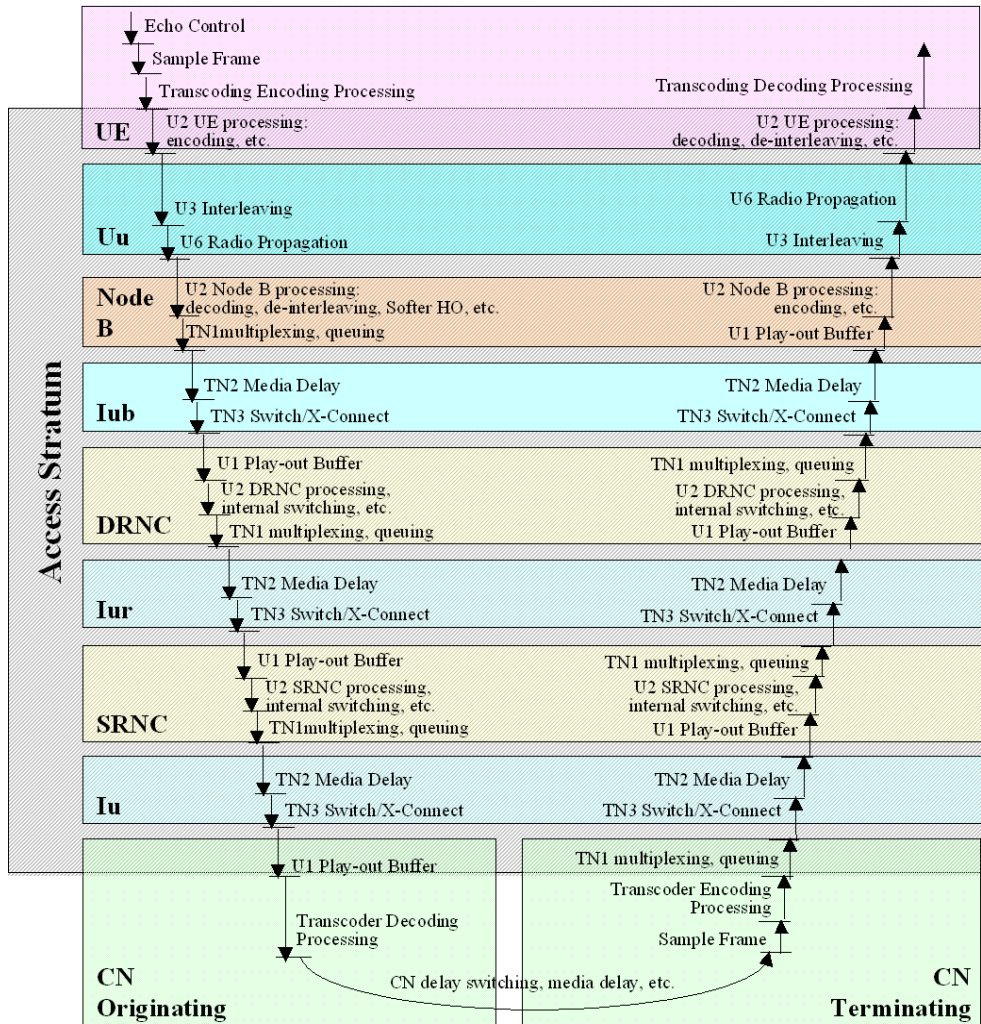 Echo Control
Sample Frame
Transcoding Encoding Processing
Transcoding Decoding Processing
UE
U2 UE processing:
encoding, etc.
U2 UE processing:
decoding, de-interleaving, etc.
U3 Interleaving
U6 Radio Propagation
Uu
U6 Radio Propagation
U3 Interleaving
Node
B
U2 Node B processing:
decoding, de-interleaving, Softer HO, etc.
TN1multiplexing, queuing
U2 Node B processing:
encoding, etc.
U1 Play-out Buffer
Access Stratum
Iub
TN2 Media Delay
TN3 Switch/X-Connect
TN2 Media Delay
TN3 Switch/X-Connect
DRNC
U1 Play-out Buffer
U2 DRNC processing,
internal switching, etc.
TN1 multiplexing, queuing
TN1 multiplexing, queuing
U2 DRNC processing,
internal switching, etc.
U1 Play-out Buffer
Iur
TN2 Media Delay
TN3 Switch/X-Connect
TN2 Media Delay
TN3 Switch/X-Connect
SRNC
U1 Play-out Buffer
U2 SRNC processing,
internal switching, etc.
TN1multiplexing, queuing
TN1 multiplexing, queuing
U2 SRNC processing,
internal switching, etc.
U1 Play-out Buffer
Iu
TN2 Media Delay
TN3 Switch/X-Connect
TN2 Media Delay
TN3 Switch/X-Connect
U1 Play-out Buffer
Transcoder Decoding
Processing
TN1 multiplexing, queuing
Transcoder Encoding
Processing
Sample Frame
CN delay switching, media delay, etc.
CN
Originating
CN
Terminating